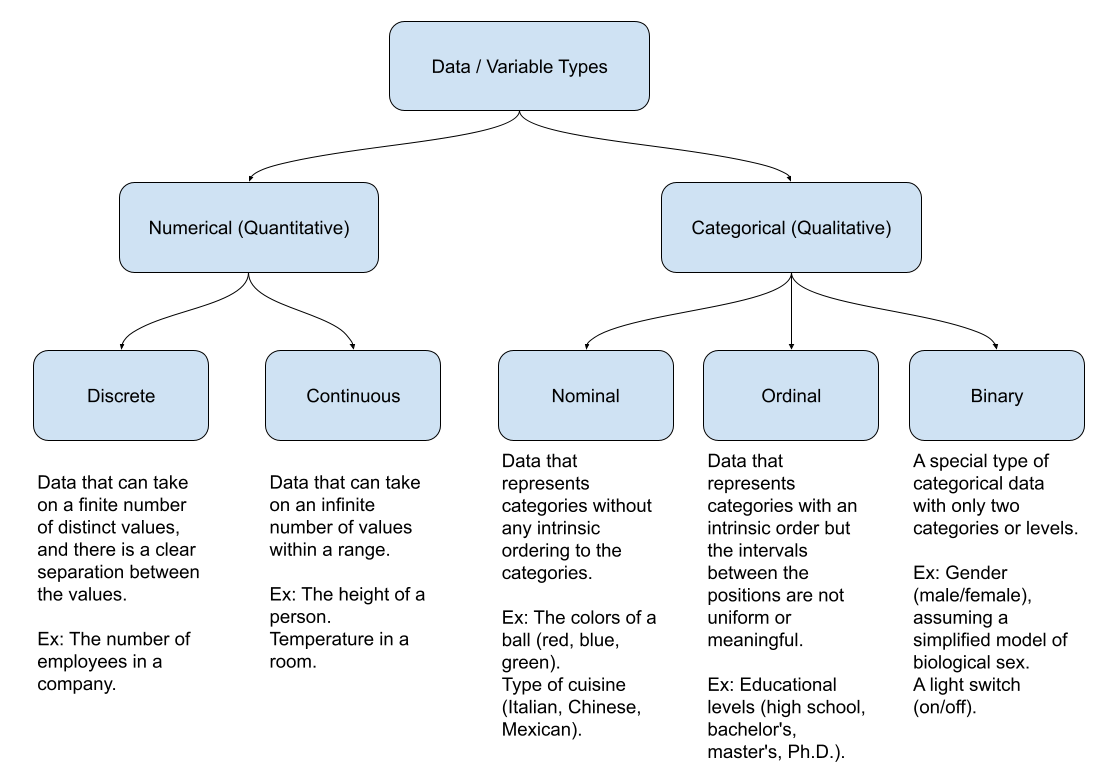 Data / Variable Types
Numerical (Quantitative)
Categorical (Qualitative)
Discrete
Continuous
Nominal
Ordinal
Binary
Data that can take
on a finite number
of distinct values,
and there is a clear
separation between
the values.
Ex: The number of
employees in a
company.
Data that can take
on an infinite
number of values
within a range.
Ex: The height of a
person.
Temperature in a
room.
Data that
represents
categories without
any intrinsic
ordering to the
categories.
Ex: The colors of a
ball (red, blue,
green).
Type of cuisine
(Italian, Chinese,
Mexican).
Data that
represents
categories with an
intrinsic order but
the intervals
between the
positions are not
uniform or
meaningful.
Ex: Educational
levels (high school,
bachelor's,
master's, Ph.D.).
A special type of
categorical data
with only two
categories or levels.
Ex: Gender
(male/female),
assuming a
simplified model of
biological sex.
A light switch
(on/off).